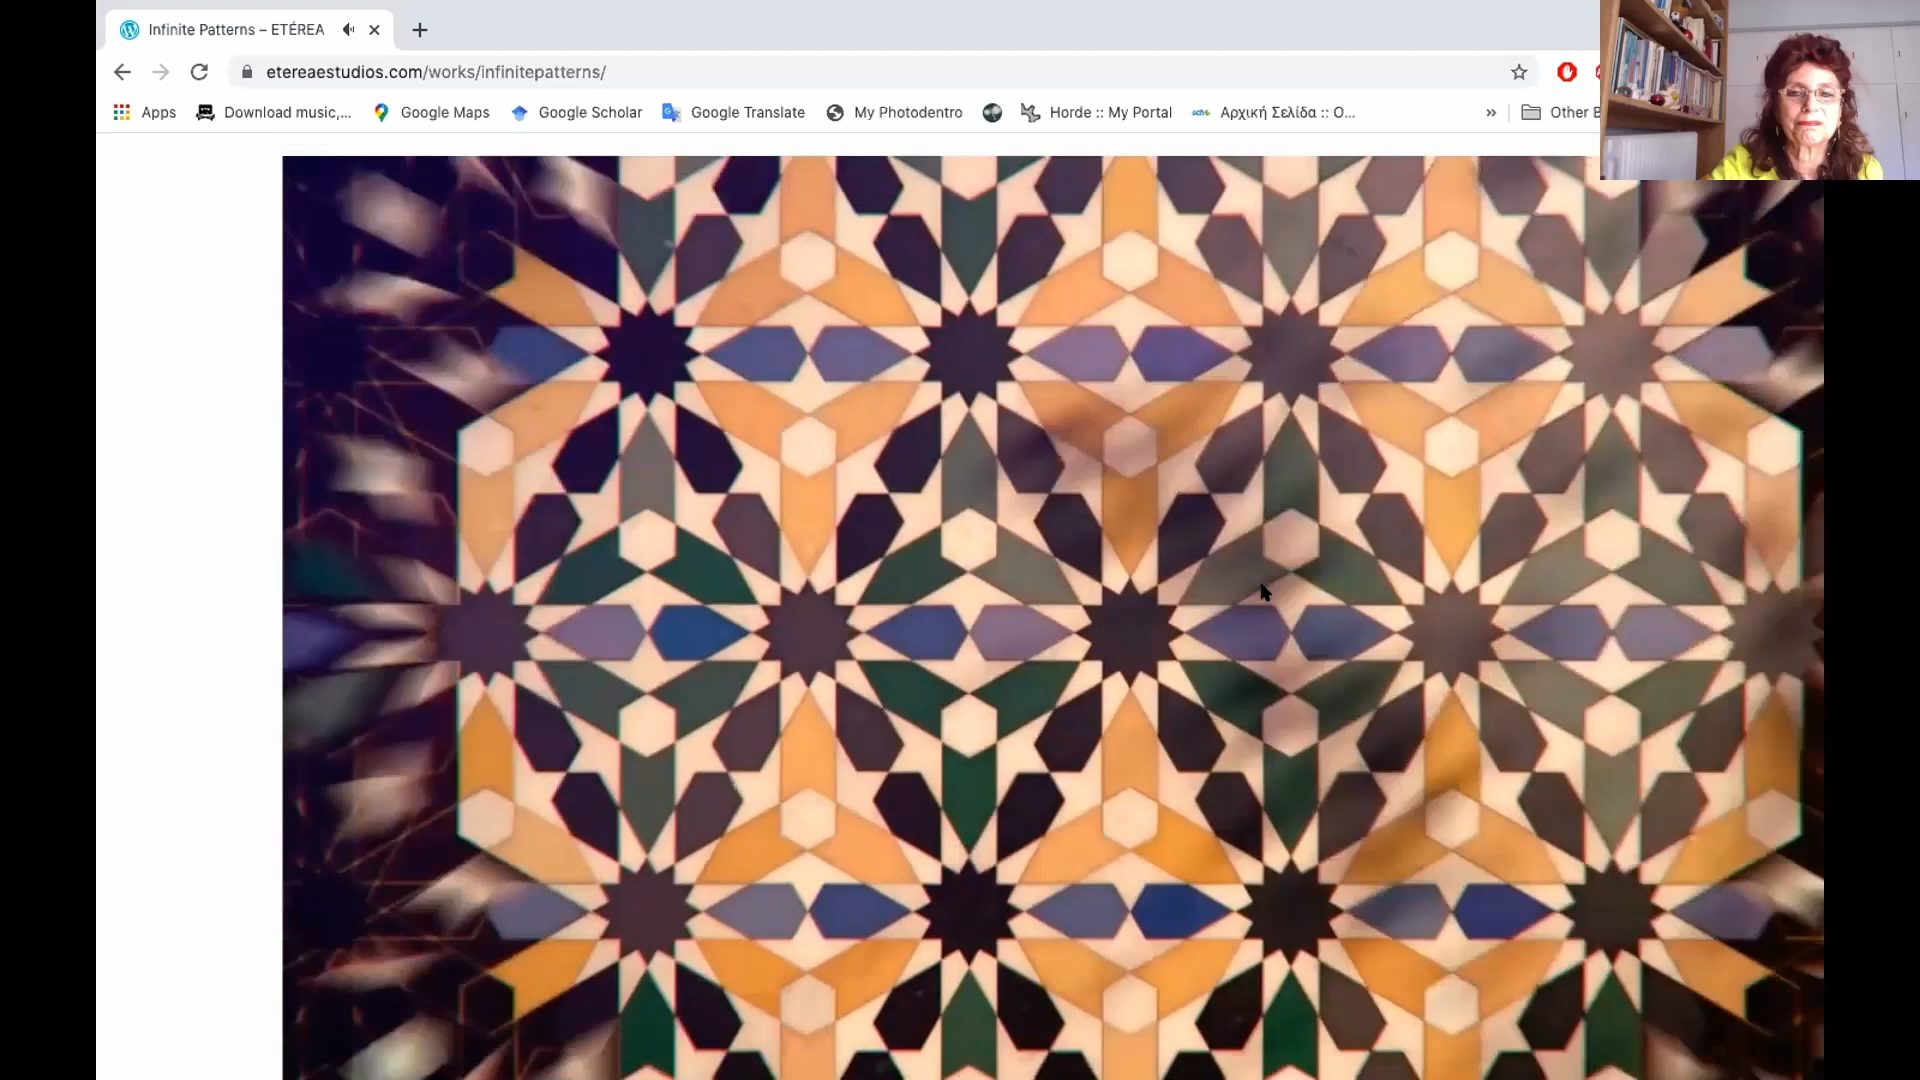 Infinite Patterns – ETÉREA
etereaestudios.com/works/infinitepatterns/
Apps Download music,... Google Maps Google Scholar Google Translate My Photodentro Horde :: My Portal sch Αρχική Σελίδα :: Ο... » Other B